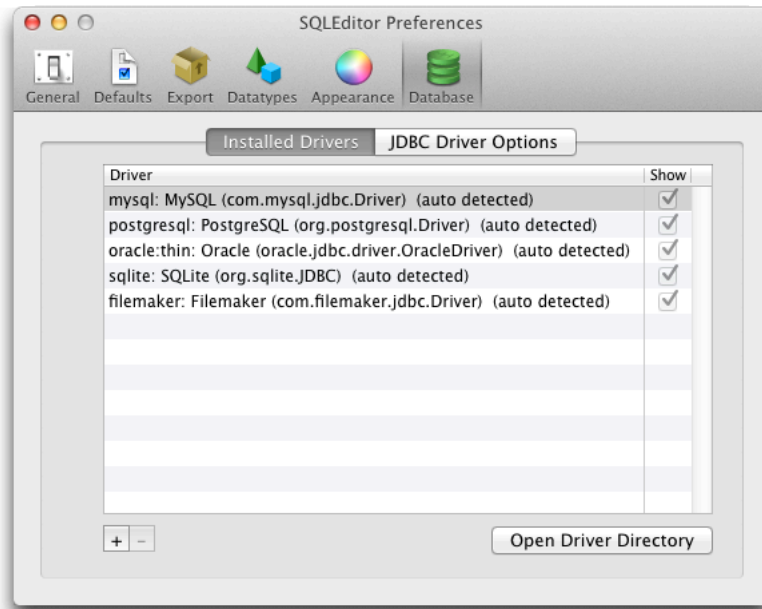 SQLEditor Preferences
General Defaults Export Datatypes Appearance Database
Installed Drivers JDBC Driver Options
Driver Show
mysql: MySQL (com.mysql.jdbc.Driver) (auto detected)
postgresql: PostgreSQL (org.postgresql.Driver) (auto detected)
oracle:thin: Oracle (oracle.jdbc.driver.OracleDriver) (auto detected)
sqlite: SQLite (org.sqlite.JDBC) (auto detected)
filemaker: Filemaker (com.filemaker.jdbc.Driver) (auto detected)
+ - Open Driver Directory